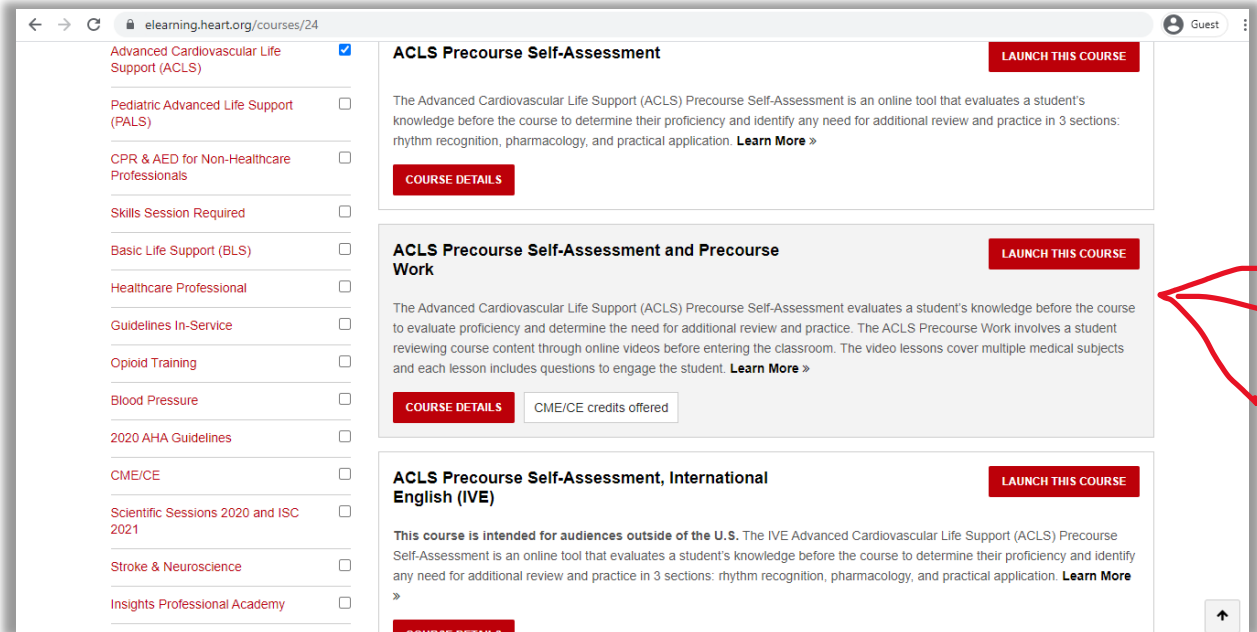 elearning.heart.org/courses/24
Guest
Advanced Cardiovascular Life
Support (ACLS)
Pediatric Advanced Life Support
(PALS)
CPR & AED for Non-Healthcare
Professionals
Skills Session Required
Basic Life Support (BLS)
Healthcare Professional
Guidelines In-Service
Opioid Training
Blood Pressure
2020 AHA Guidelines
CME/CE
Scientific Sessions 2020 and ISC
2021
Stroke & Neuroscience
Insights Professional Academy
ACLS Precourse Self-Assessment
LAUNCH THIS COURSE
The Advanced Cardiovascular Life Support (ACLS) Precourse Self-Assessment is an online tool that evaluates a student's
knowledge before the course to determine their proficiency and identify any need for additional review and practice in 3 sections:
rhythm recognition, pharmacology, and practical application. Learn More »
COURSE DETAILS
ACLS Precourse Self-Assessment and Precourse
Work
LAUNCH THIS COURSE
The Advanced Cardiovascular Life Support (ACLS) Precourse Self-Assessment evaluates a student's knowledge before the course
to evaluate proficiency and determine the need for additional review and practice. The ACLS Precourse Work involves a student
reviewing course content through online videos before entering the classroom. The video lessons cover multiple medical subjects
and each lesson includes questions to engage the student. Learn More »
COURSE DETAILS
CME/CE credits offered
ACLS Precourse Self-Assessment, International
English (IVE)
LAUNCH THIS COURSE
This course is intended for audiences outside of the U.S. The IVE Advanced Cardiovascular Life Support (ACLS) Precourse
Self-Assessment is an online tool that evaluates a student's knowledge before the course to determine their proficiency and identify
any need for additional review and practice in 3 sections: rhythm recognition, pharmacology, and practical application. Learn More
»
COURSE DETAILS